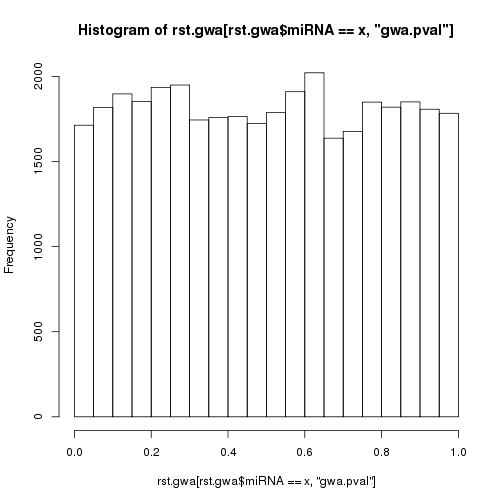 Histogram of rst.gwa[rst.gwa$miRNA == x, "gwa.pval"]
2000
1500
1000
500
0
Frequency
0.0 0.2 0.4 0.6 0.8 1.0
rst.gwa[rst.gwa$miRNA == x, "gwa.pval"]